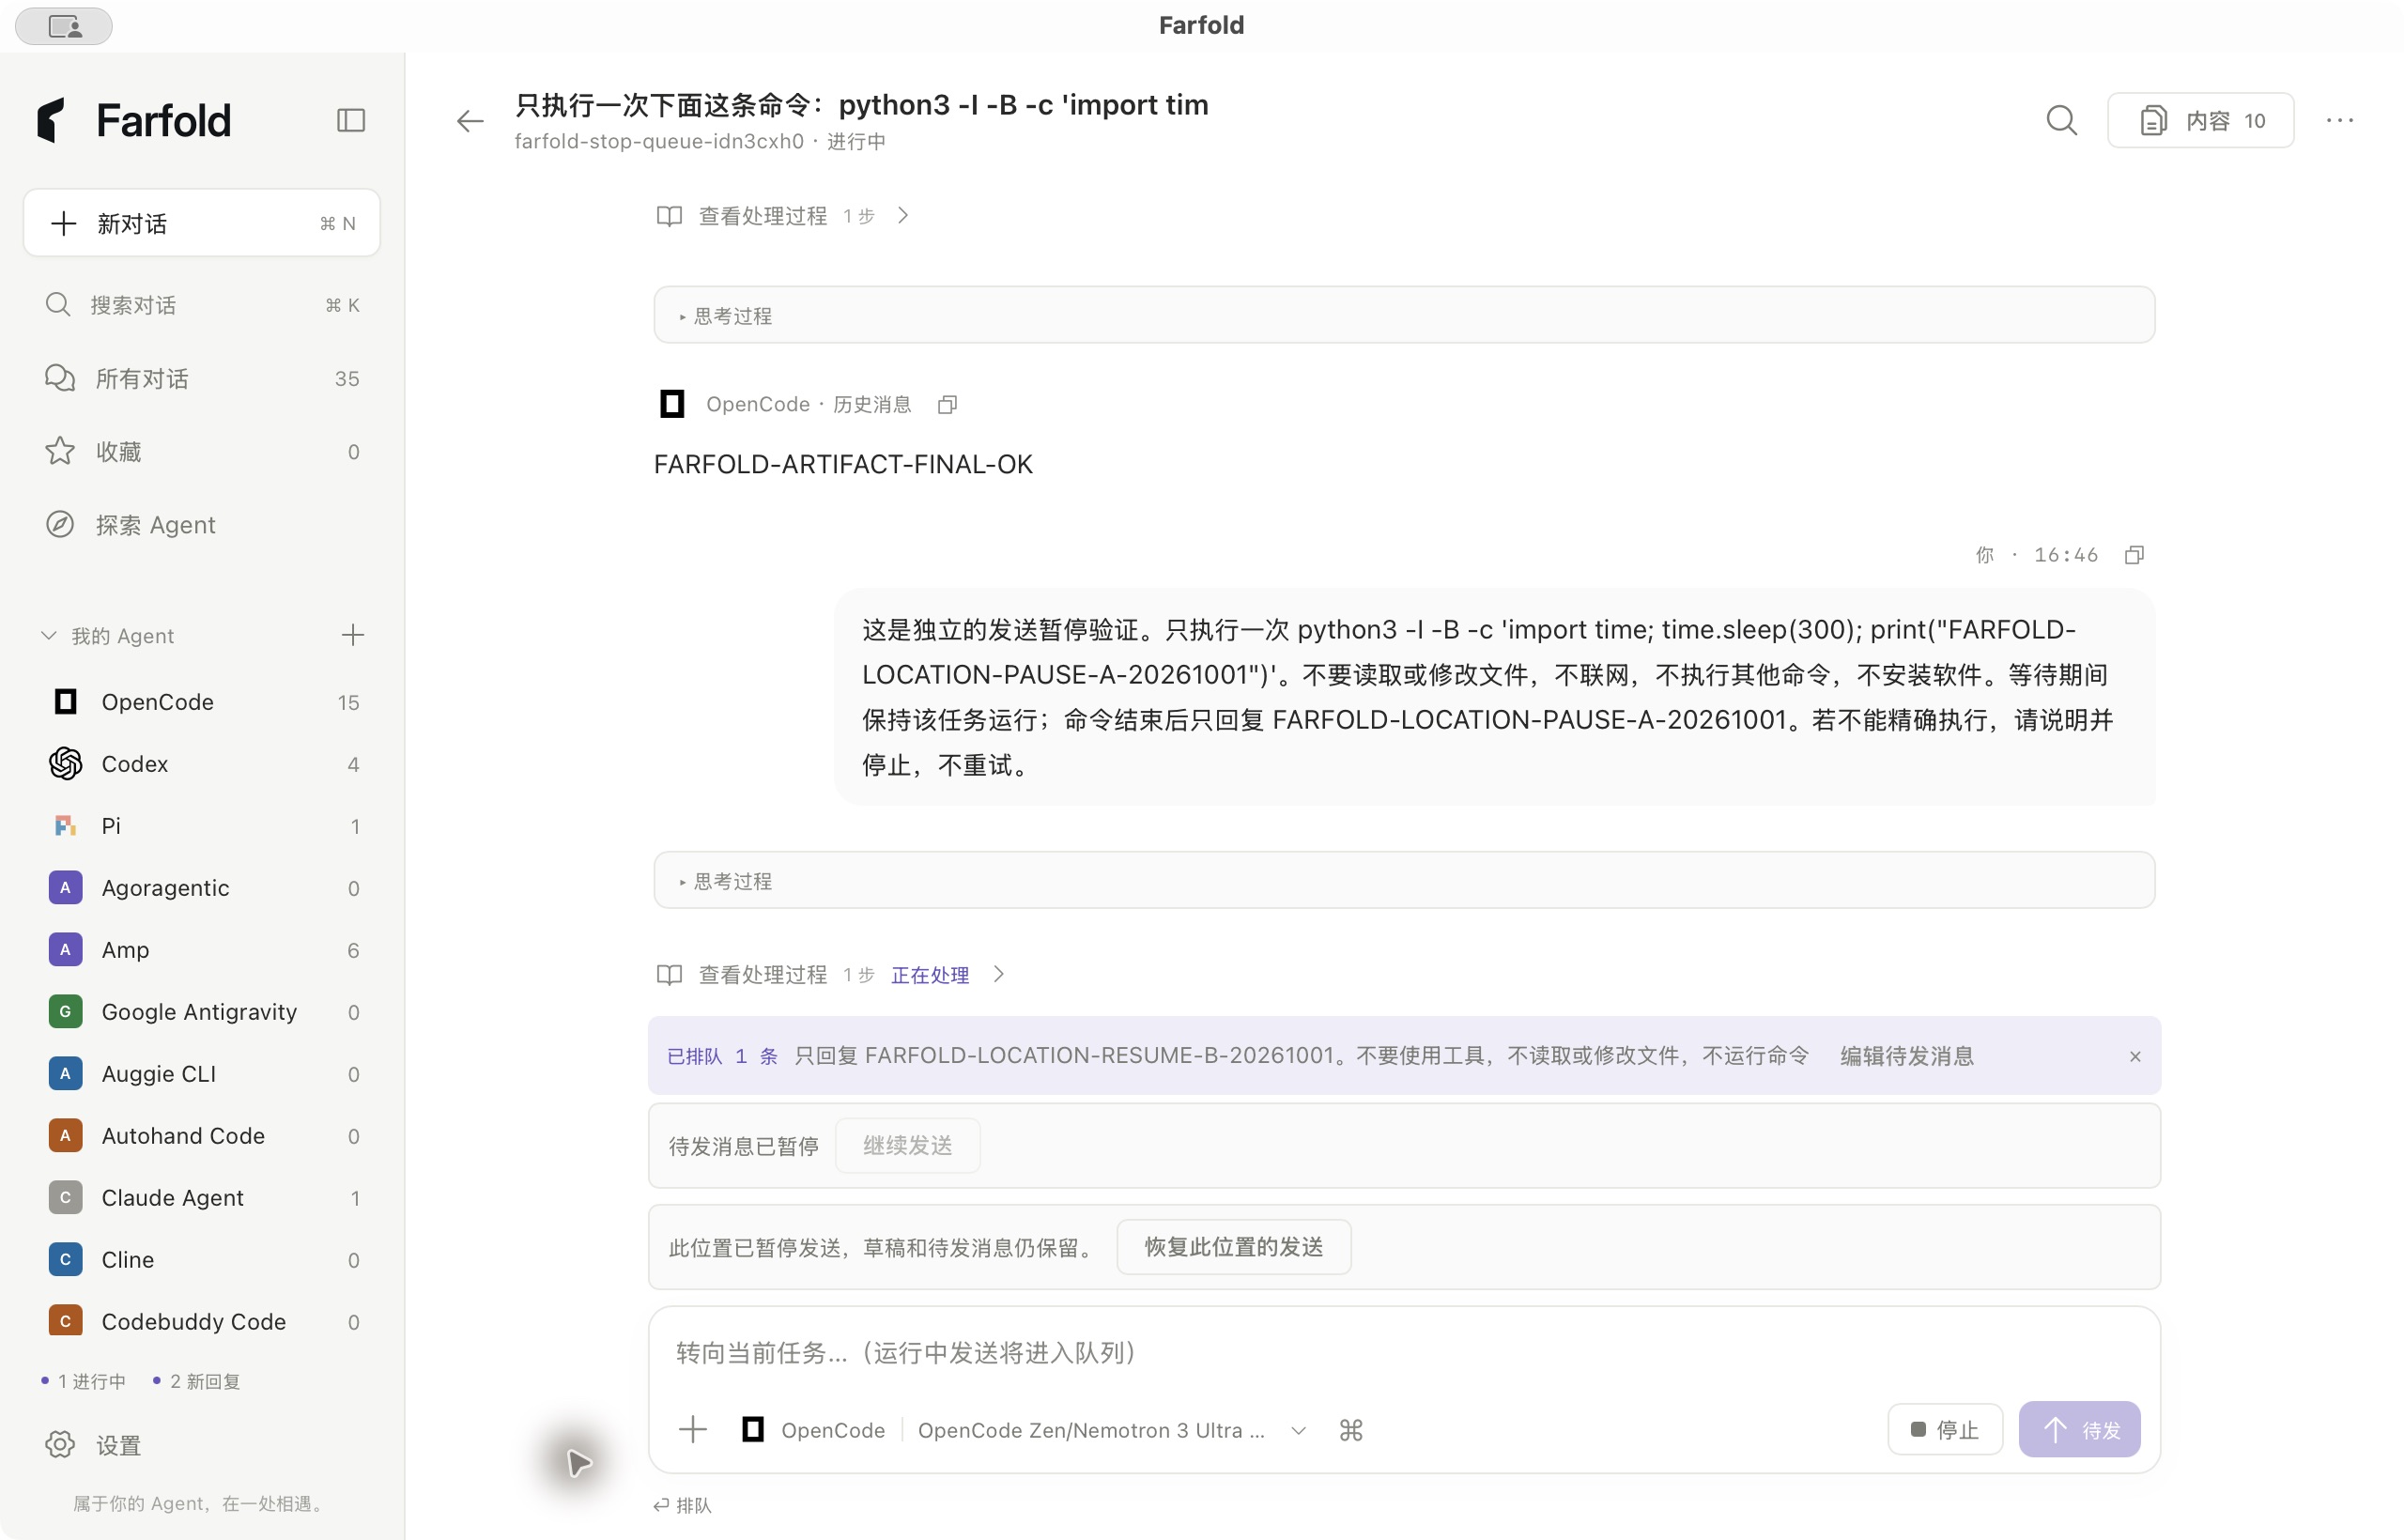 Farfold
Farfold
新对话 ⌘ N
搜索对话 ⌘ K
所有对话 35
收藏 0
探索 Agent
我的 Agent
OpenCode 15
Codex 4
Pi 1
A Agoragentic 0
A Amp 6
G Google Antigravity 0
A Auggie CLI 0
A Autohand Code 0
C Claude Agent 1
C Cline 0
C Codebuddy Code 0
1 进行中 2 新回复
设置
属于你的 Agent，在一处相遇。
只执行一次下面这条命令：python3 -I -B -c 'import tim
farfold-stop-queue-idn3cxh0 · 进行中
内容 10
查看处理过程 1 步
思考过程
OpenCode · 历史消息
FARFOLD-ARTIFACT-FINAL-OK
你 · 16:46
这是独立的发送暂停验证。只执行一次 python3 -I -B -c 'import time; time.sleep(300); print("FARFOLD-
LOCATION-PAUSE-A-20261001")'。不要读取或修改文件，不联网，不执行其他命令，不安装软件。等待期间
保持该任务运行；命令结束后只回复 FARFOLD-LOCATION-PAUSE-A-20261001。若不能精确执行，请说明并
停止，不重试。
思考过程
查看处理过程 1 步 正在处理
已排队 1 条 只回复 FARFOLD-LOCATION-RESUME-B-20261001。不要使用工具，不读取或修改文件，不运行命令 编辑待发消息 ×
待发消息已暂停 继续发送
此位置已暂停发送，草稿和待发消息仍保留。 恢复此位置的发送
转向当前任务...（运行中发送将进入队列）
OpenCode OpenCode Zen/Nemotron 3 Ultra ... ⌘ 停止 待发
排队